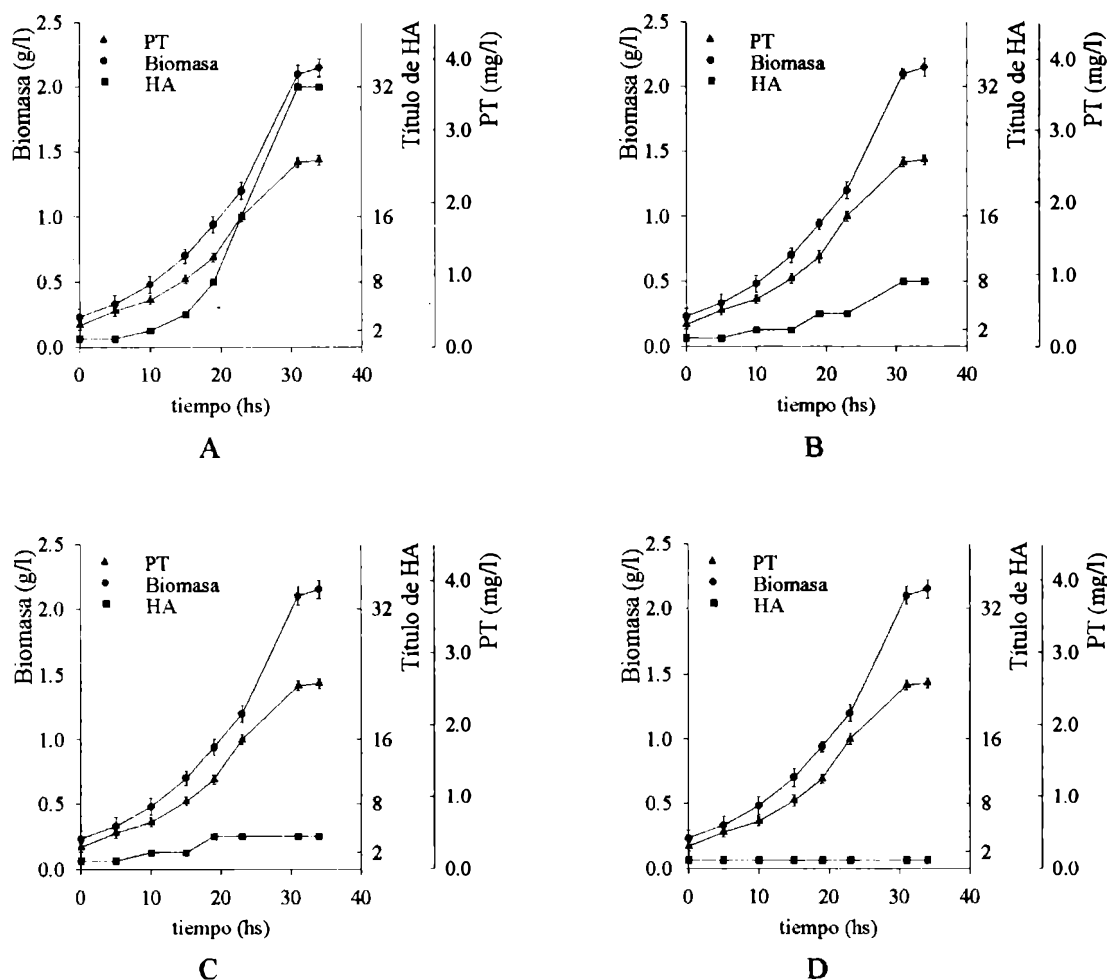 Biomasa (g/l)
2.5
2.0
1.5
1.0
0.5
0.0
PT
Biomasa
HA
32
16
8
2
Título de HA
4.0
3.0
2.0
1.0
0.0
PT (mg/l)
0 10 20 30 40
tiempo (hs)
A
Biomasa (g/l)
2.5
2.0
1.5
1.0
0.5
0.0
PT
Biomasa
HA
32
16
8
2
Título de HA
4.0
3.0
2.0
1.0
0.0
PT (mg/l)
0 10 20 30 40
tiempo (hs)
B
Biomasa (g/l)
2.5
2.0
1.5
1.0
0.5
0.0
PT
Biomasa
HA
32
16
8
2
Título de HA
4.0
3.0
2.0
1.0
0.0
PT (mg/l)
0 10 20 30 40
tiempo (hs)
C
Biomasa (g/l)
2.5
2.0
1.5
1.0
0.5
0.0
PT
Biomasa
HA
32
16
8
2
Título de HA
4.0
3.0
2.0
1.0
0.0
PT (mg/l)
0 10 20 30 40
tiempo (hs)
D